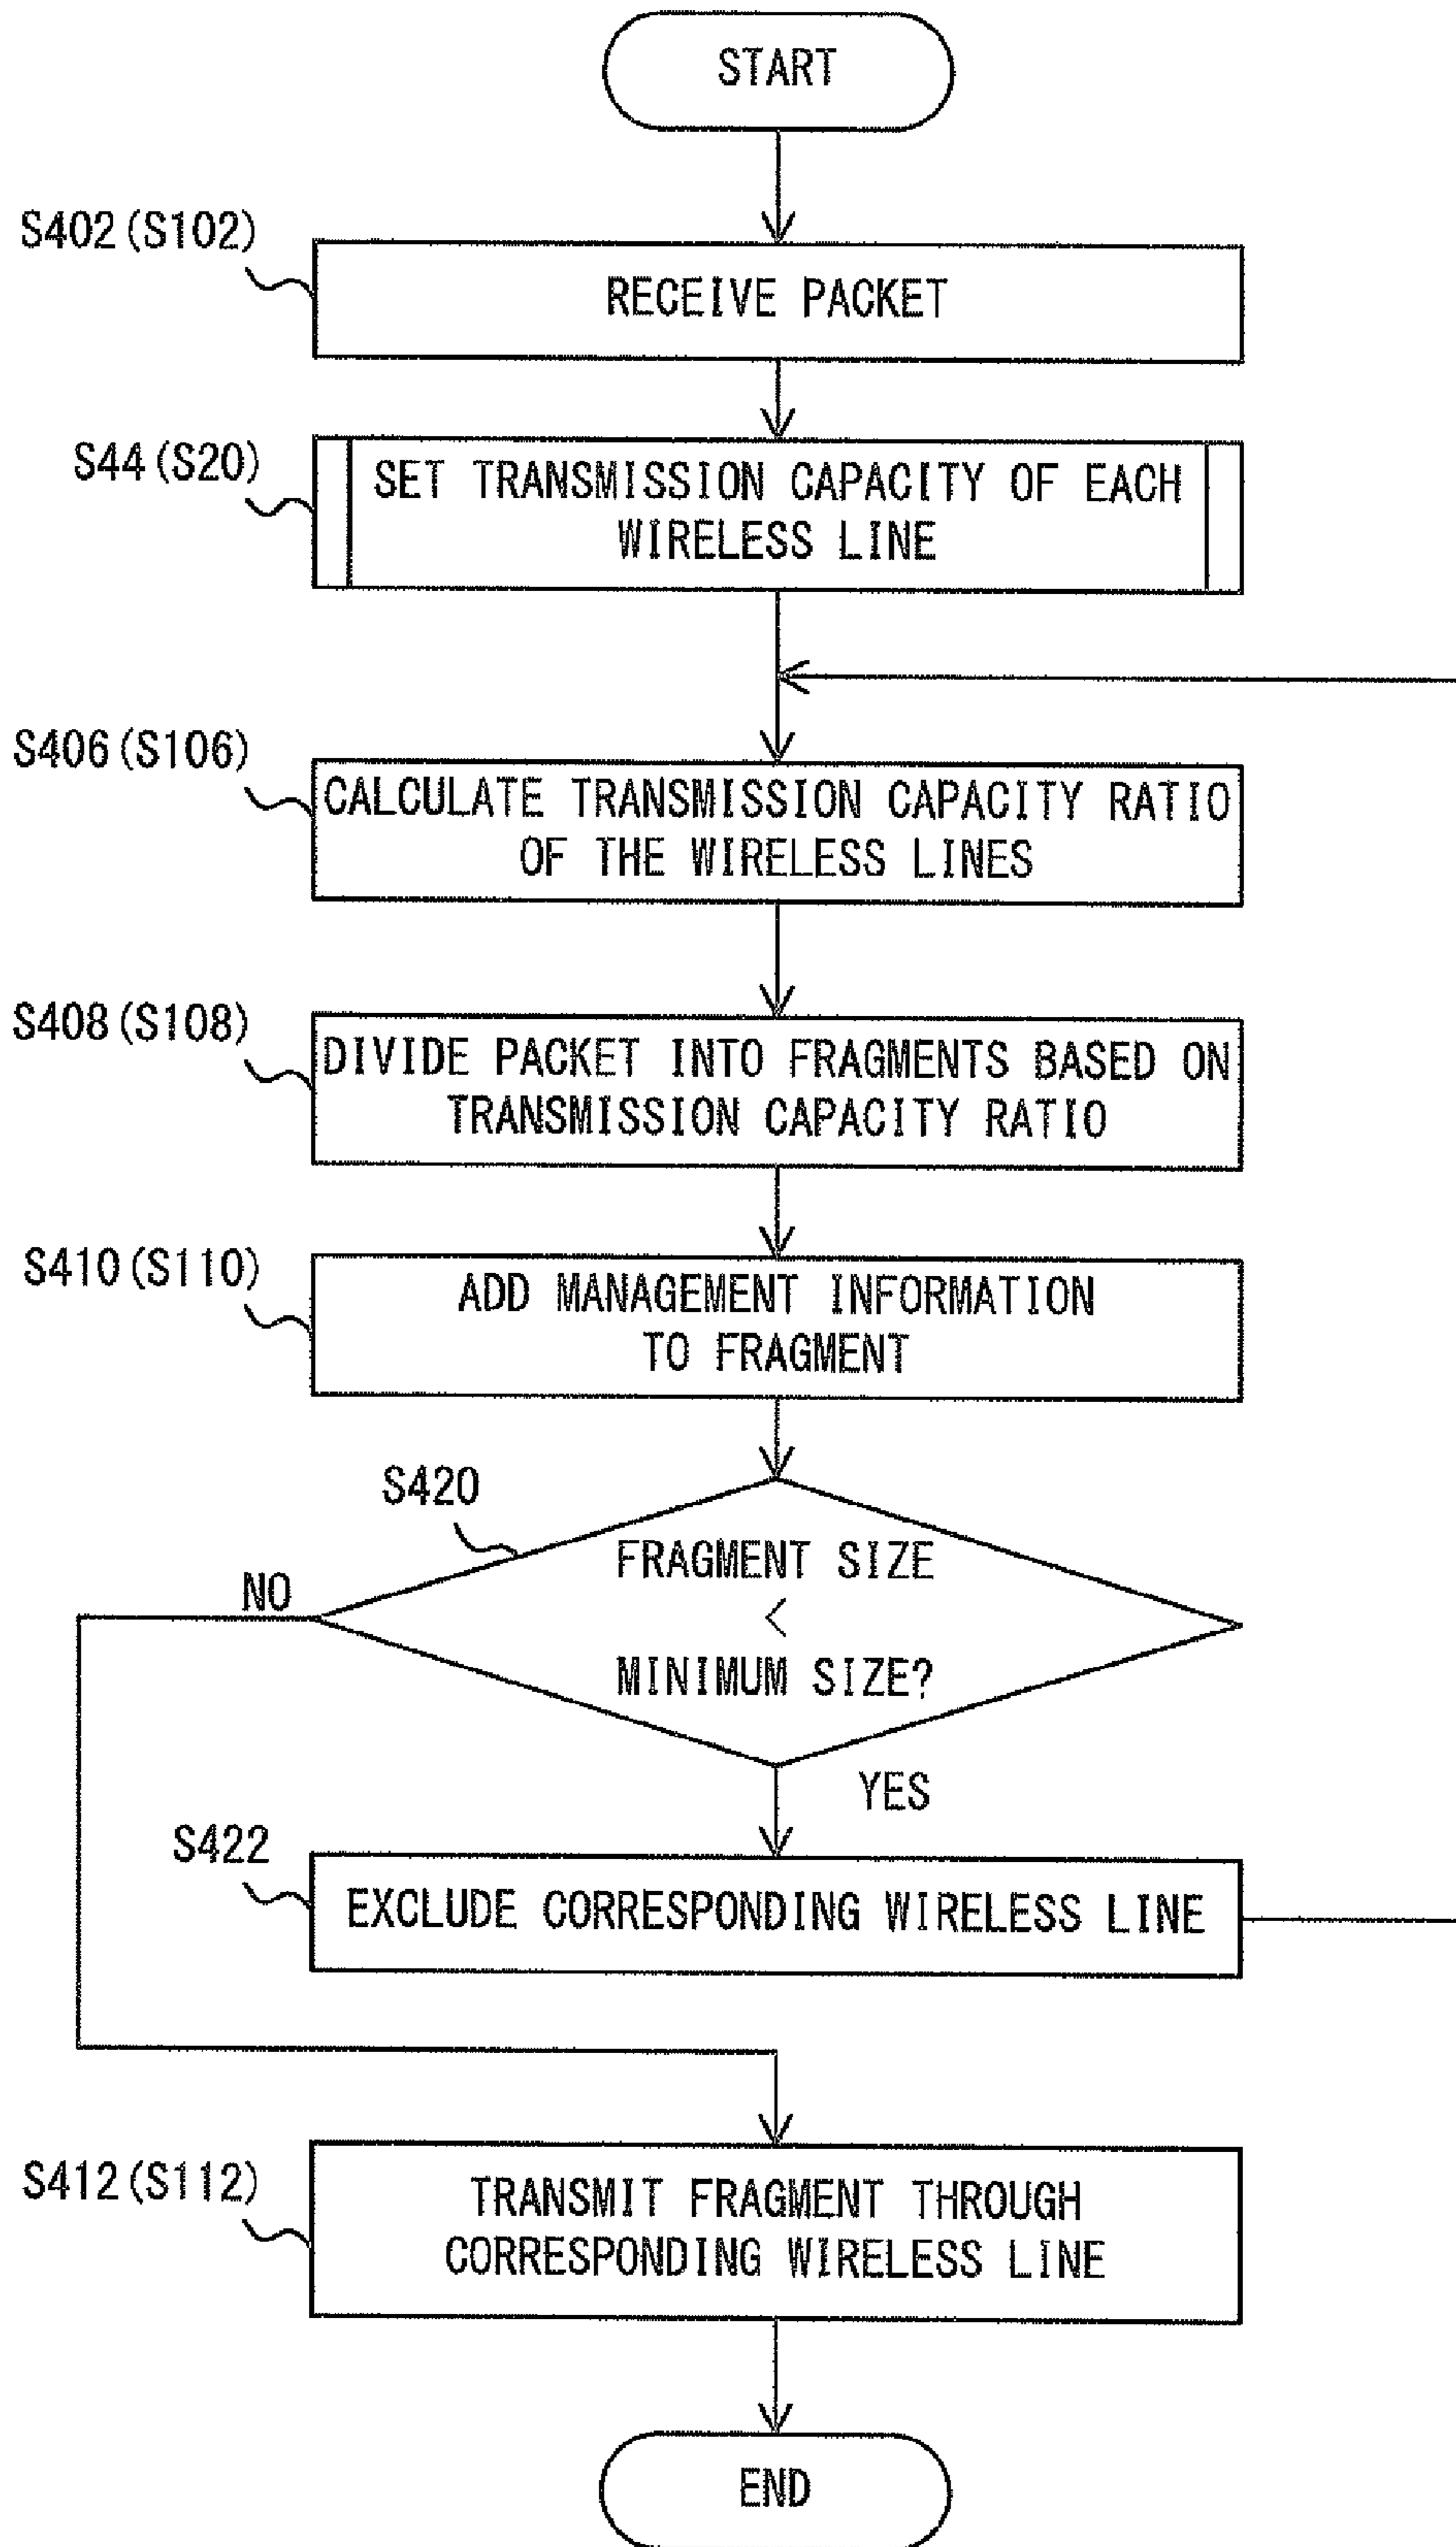 START
S402(S102)
RECEIVE PACKET
S44(S20)
SET TRANSMISSION CAPACITY OF EACH
WIRELESS LINE
S406(S106)
CALCULATE TRANSMISSION CAPACITY RATIO
OF THE WIRELESS LINES
S408(S108)
DIVIDE PACKET INTO FRAGMENTS BASED ON
TRANSMISSION CAPACITY RATIO
S410(S110)
ADD MANAGEMENT INFORMATION
TO FRAGMENT
S420
FRAGMENT SIZE
<
MINIMUM SIZE?
NO
YES
S422
EXCLUDE CORRESPONDING WIRELESS LINE
S412(S112)
TRANSMIT FRAGMENT THROUGH
CORRESPONDING WIRELESS LINE
END